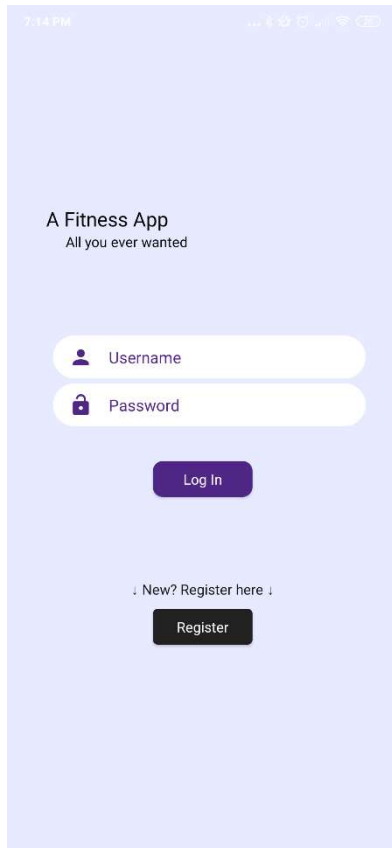 7:14 PM
A Fitness App
All you ever wanted
Username
Password
Log In
↓ New? Register here ↓
Register